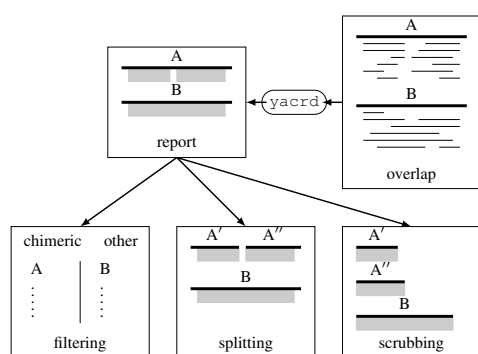 A
B
report
yacrd
A
B
overlap
chimeric other
A B
filtering
A′ A″
B
splitting
A′
A″
B
scrubbing